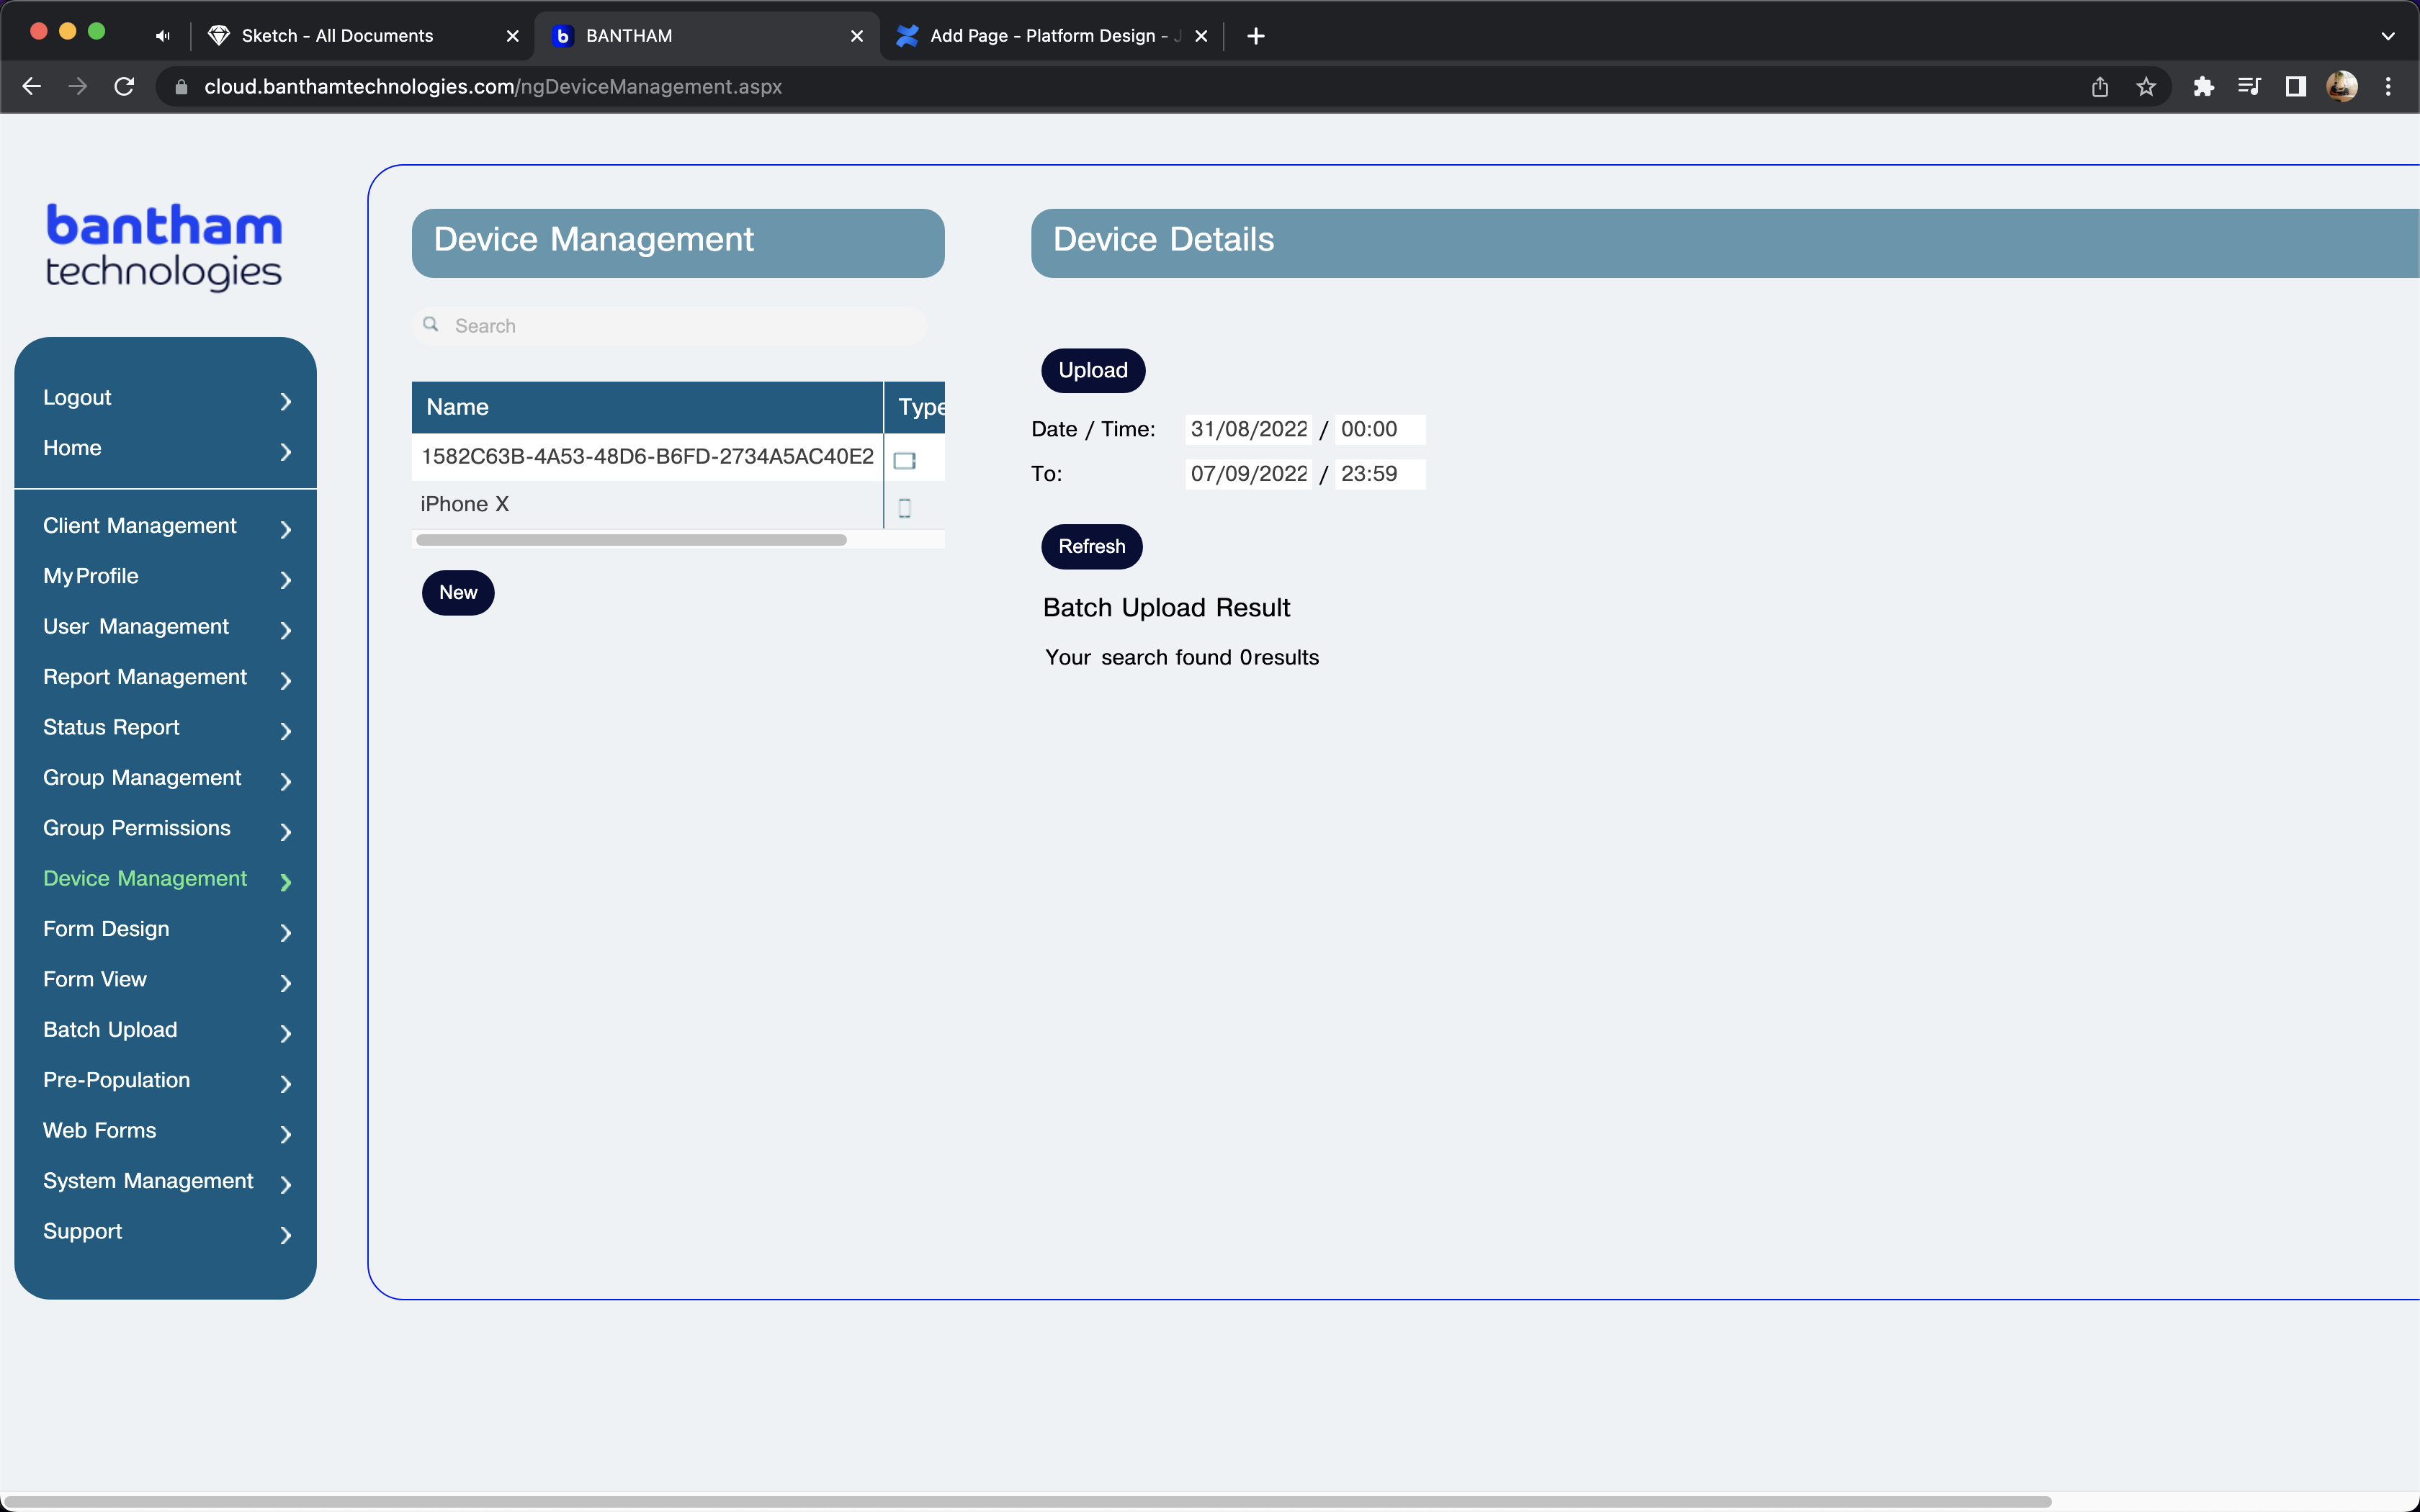 Sketch - All Documents
BANTHAM
Add Page - Platform Design -
cloud.banthamtechnologies.com/ngDeviceManagement.aspx
bantham
technologies
Logout
Home
Client Management
My Profile
User Management
Report Management
Status Report
Group Management
Group Permissions
Device Management
Form Design
Form View
Batch Upload
Pre-Population
Web Forms
System Management
Support
Device Management
Search
Name Type
1582C63B-4A53-48D6-B6FD-2734A5AC40E2
iPhone X
New
Device Details
Upload
Date / Time: 31/08/2022 / 00:00
To: 07/09/2022 / 23:59
Refresh
Batch Upload Result
Your search found 0results